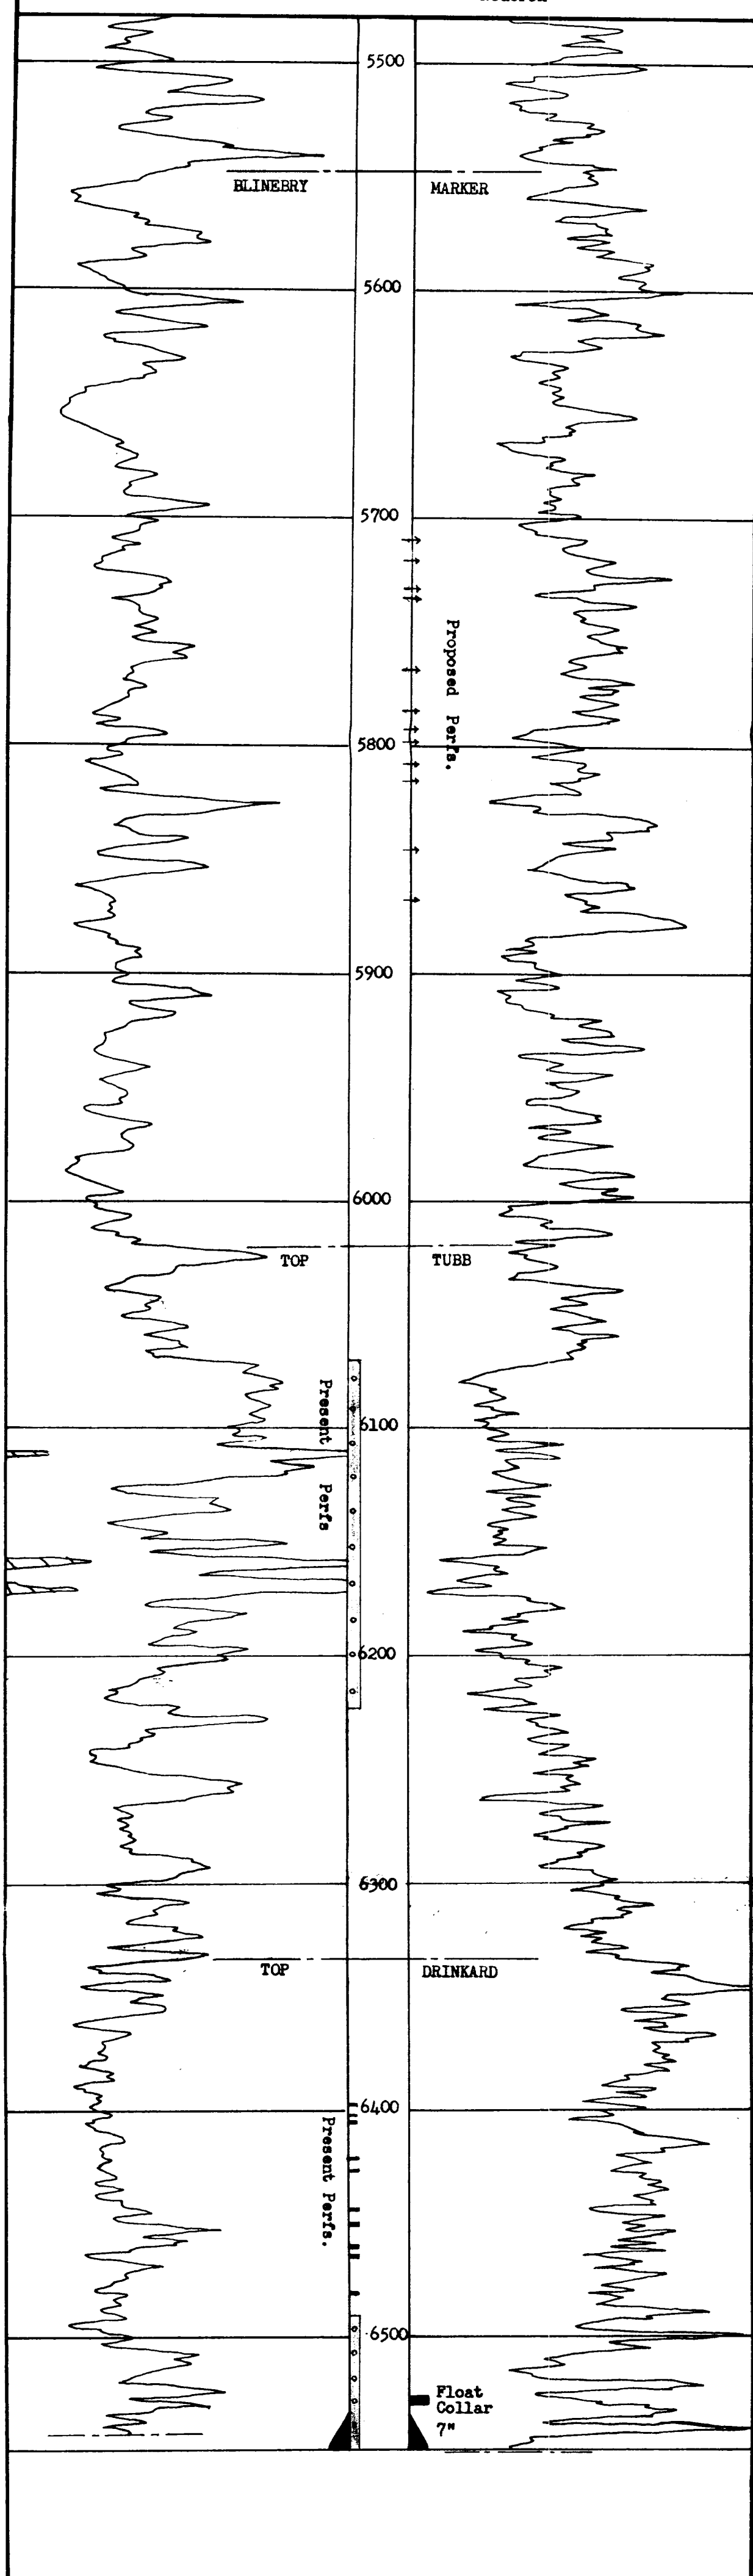 5500
BLINEBRY MARKER
5600
5700
Proposed Perfs.
5800
5900
6000
TOP TUBB
Present Perfs
6100
6200
6300
TOP DRINKARD
6400
Present Perfs.
6500
Float
Collar
7"